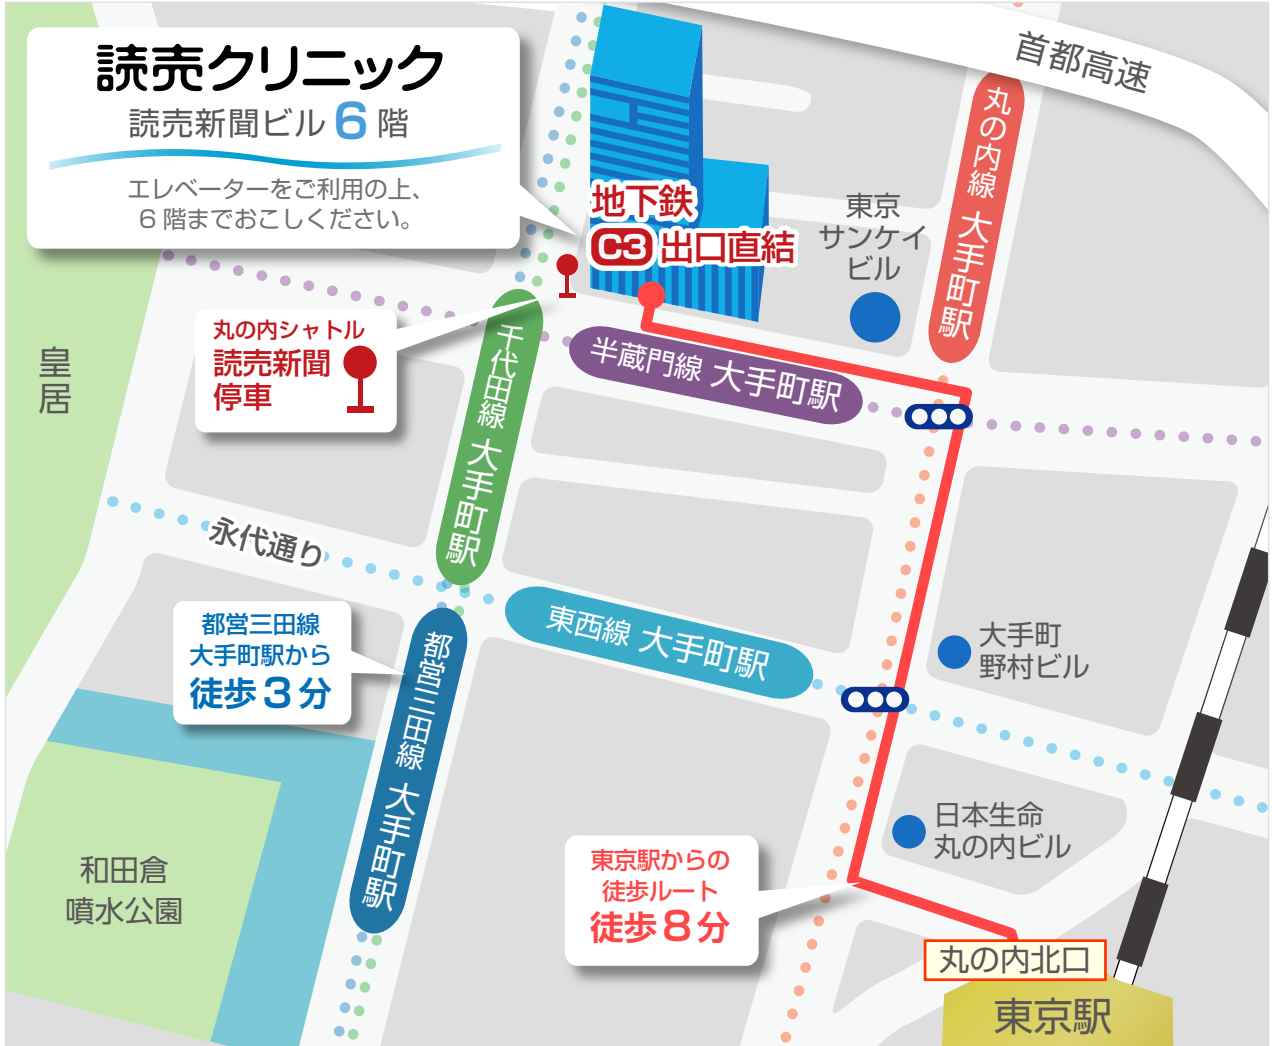 首都高速
読売クリニック
読売新聞ビル6階
エレベーターをご利用の上、
6階までおこしください。
地下鉄
C3 出口直結
東京
サンケイ
ビル
丸の内線 大手町駅
丸の内シャトル
読売新聞
停車
皇居
千代田線 大手町駅
半蔵門線 大手町駅
永代通り
都営三田線
大手町駅から
徒歩3分
都営三田線 大手町駅
東西線 大手町駅
大手町
野村ビル
日本生命
丸の内ビル
東京駅からの
徒歩ルート
徒歩8分
和田倉
噴水公園
丸の内北口
東京駅